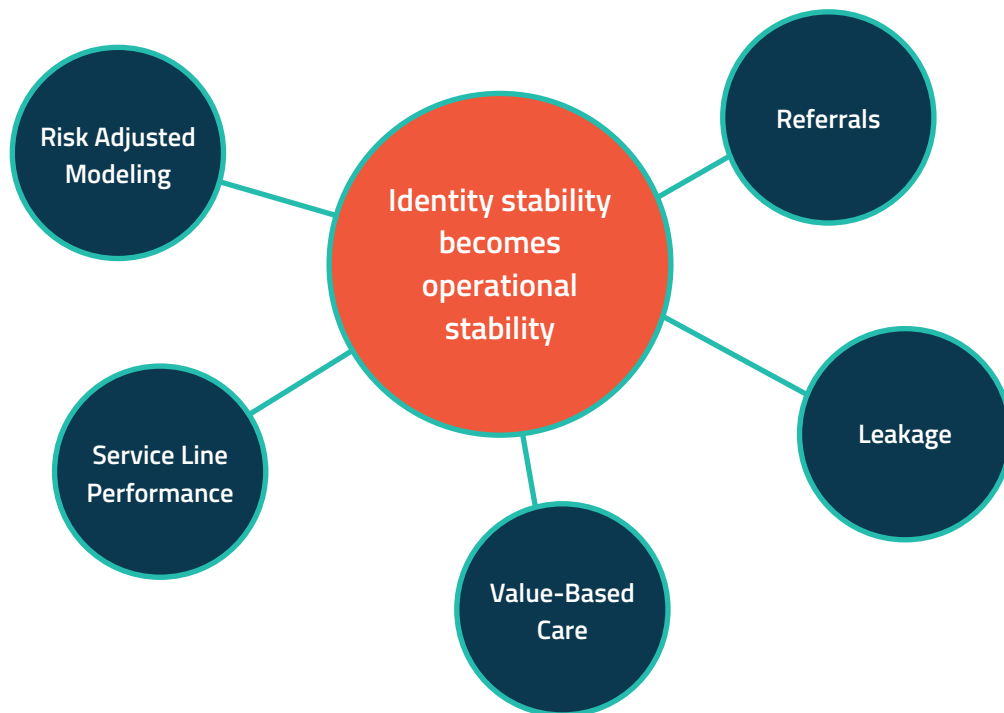 Risk Adjusted
Modeling
Identity stability
becomes
operational
stability
Referrals
Service Line
Performance
Value-Based
Care
Leakage